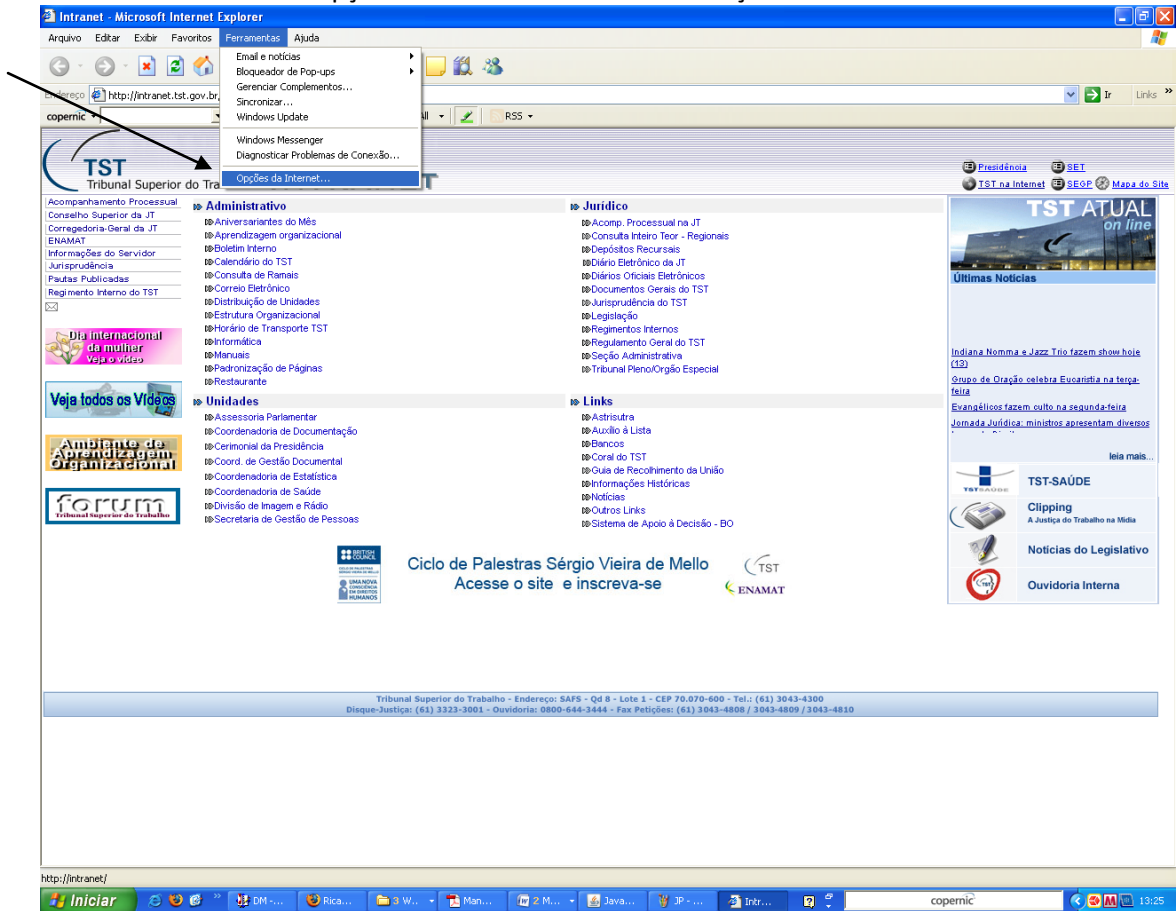 Intranet - Microsoft Internet Explorer
Arquivo Editar Exibir Favoritos Ferramentas Ajuda
Email e notícias
Bloqueador de Pop-ups
Gerenciar Complementos...
Sincronizar...
Windows Update
Windows Messenger
Diagnosticar Problemas de Conexão...
Opções da Internet...
http://intranet.tst.gov.br,
Ir Links »
copernic
RSS
TST
Tribunal Superior do Tra
Presidência SET
TST na Internet SEGP Mapa do Site
Acompanhamento Processual
Conselho Superior da JT
Corregedoria-Geral da JT
ENAMAT
Informações do Servidor
Jurisprudência
Pautas Publicadas
Regimento Interno do TST
Dia internacional
da mulher
Veja o vídeo
Veja todos os Vídeos
Ambiente de
Aprendizagem
Organizacional
forum
Tribunal Superior do Trabalho
Administrativo
Aniversariantes do Mês
Aprendizagem organizacional
Boletim Interno
Calendário do TST
Consulta de Ramais
Correio Eletrônico
Distribuição de Unidades
Estrutura Organizacional
Horário de Transporte TST
Informática
Manuais
Padronização de Páginas
Restaurante
Jurídico
Acomp. Processual na JT
Consulta Inteiro Teor - Regionais
Depósitos Recursais
Diário Eletrônico da JT
Diários Oficiais Eletrônicos
Documentos Gerais do TST
Jurisprudência do TST
Legislação
Regimentos Internos
Regulamento Geral do TST
Seção Administrativa
Tribunal Pleno/Orgão Especial
Unidades
Assessoria Parlamentar
Coordenadoria de Documentação
Cerimonial da Presidência
Coord. de Gestão Documental
Coordenadoria de Estatística
Coordenadoria de Saúde
Divisão de Imagem e Rádio
Secretaria de Gestão de Pessoas
Links
Astrisutra
Auxílio à Lista
Bancos
Coral do TST
Guia de Recolhimento da União
Informações Históricas
Notícias
Outros Links
Sistema de Apoio à Decisão - BO
TST ATUAL
on line
Últimas Notícias
Indiana Nomma e Jazz Trio fazem show hoje
(13)
Grupo de Oração celebra Eucaristia na terça-
feira
Evangélicos fazem culto na segunda-feira
Jornada Jurídica: ministros apresentam diversos
leia mais...
TST-SAÚDE
Clipping
A Justiça do Trabalho na Mídia
Notícias do Legislativo
Ouvidoria Interna
BRITISH
COUNCIL
UMA NOVA
CONSCIÊNCIA
EM DIREITOS
HUMANOS
Ciclo de Palestras Sérgio Vieira de Mello
Acesse o site e inscreva-se
TST
ENAMAT
Tribunal Superior do Trabalho - Endereço: SAFS - Qd 8 - Lote 1 - CEP 70.070-600 - Tel.: (61) 3043-4300
Disque-Justiça: (61) 3323-3001 - Ouvidoria: 0800-644-3444 - Fax Petições: (61) 3043-4808 / 3043-4809 / 3043-4810
http://intranet/
Iniciar » DM -... Rica... 3 W... Man... 2 M... Java... JP - ... Intr... copernic 13:25